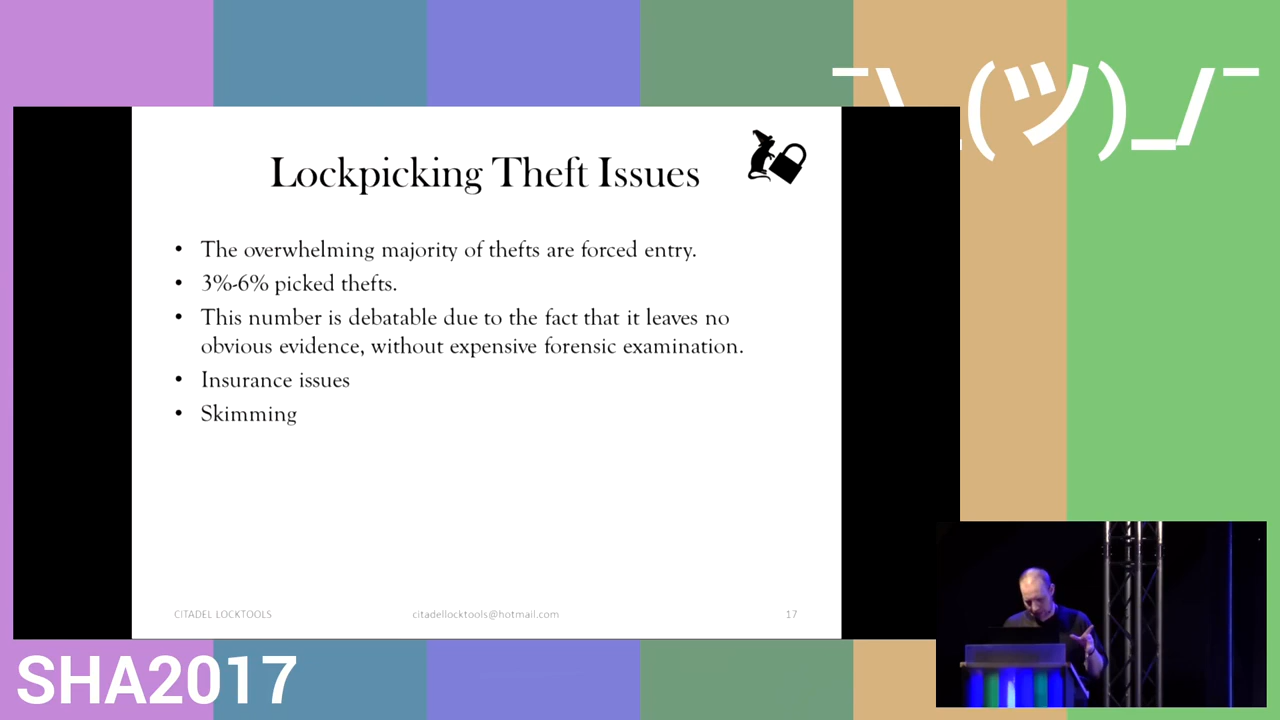 ¯\_(ツ)_/¯
Lockpicking Theft Issues
• The overwhelming majority of thefts are forced entry.
• 3%-6% picked thefts.
• This number is debatable due to the fact that it leaves no
obvious evidence, without expensive forensic examination.
• Insurance issues
• Skimming
CITADEL LOCKTOOLS
citadellocktools@hotmail.com
17
SHA2017